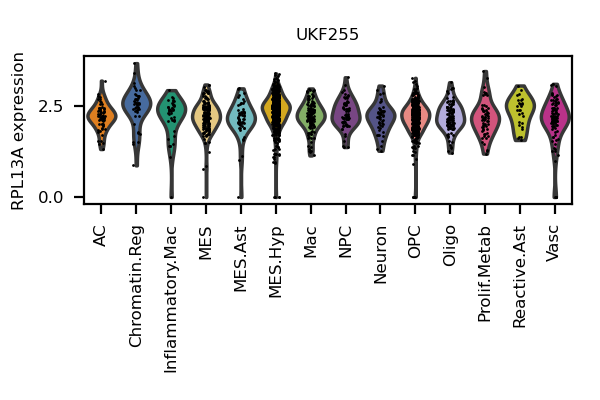 UKF255
RPL13A expression
2.5
0.0
AC
Chromatin.Reg
Inflammatory.Mac
MES
MES.Ast
MES.Hyp
Mac
NPC
Neuron
OPC
Oligo
Prolif.Metab
Reactive.Ast
Vasc